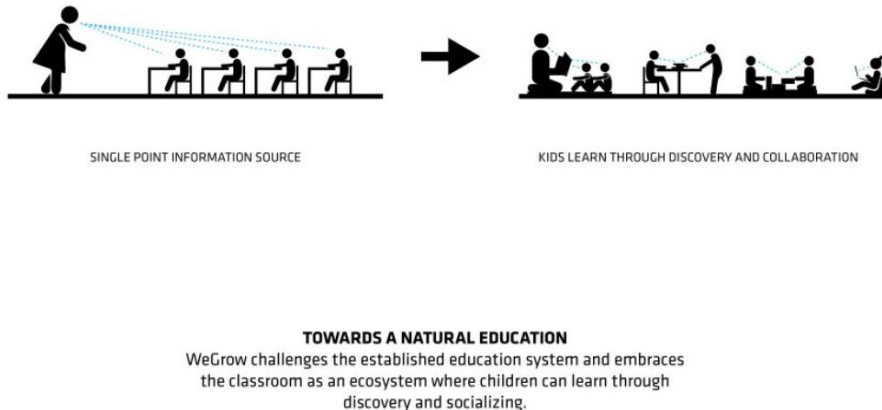 SINGLE POINT INFORMATION SOURCE
KIDS LEARN THROUGH DISCOVERY AND COLLABORATION
TOWARDS A NATURAL EDUCATION
WeGrow challenges the established education system and embraces
the classroom as an ecosystem where children can learn through
discovery and socializing.